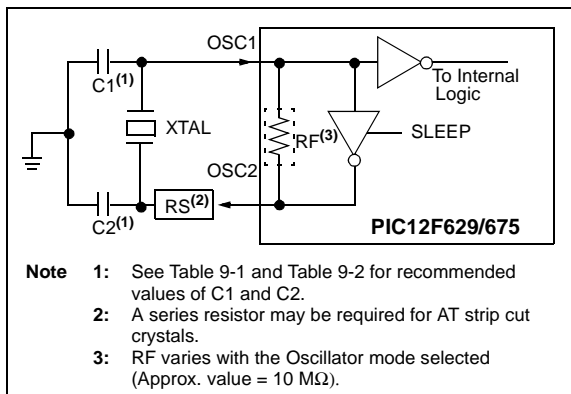 OSC1
C1(1)
To Internal
Logic
XTAL
RF(3)
SLEEP
OSC2
C2(1)
RS(2)
PIC12F629/675
Note 1: See Table 9-1 and Table 9-2 for recommended
values of C1 and C2.
2: A series resistor may be required for AT strip cut
crystals.
3: RF varies with the Oscillator mode selected
(Approx. value = 10 MΩ).